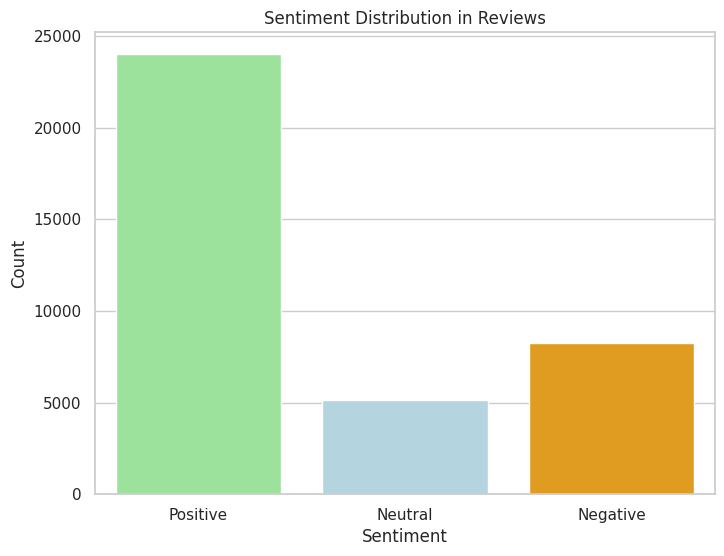 Sentiment Distribution in Reviews
25000
20000
15000
10000
5000
0
Count
Positive Neutral Negative
Sentiment